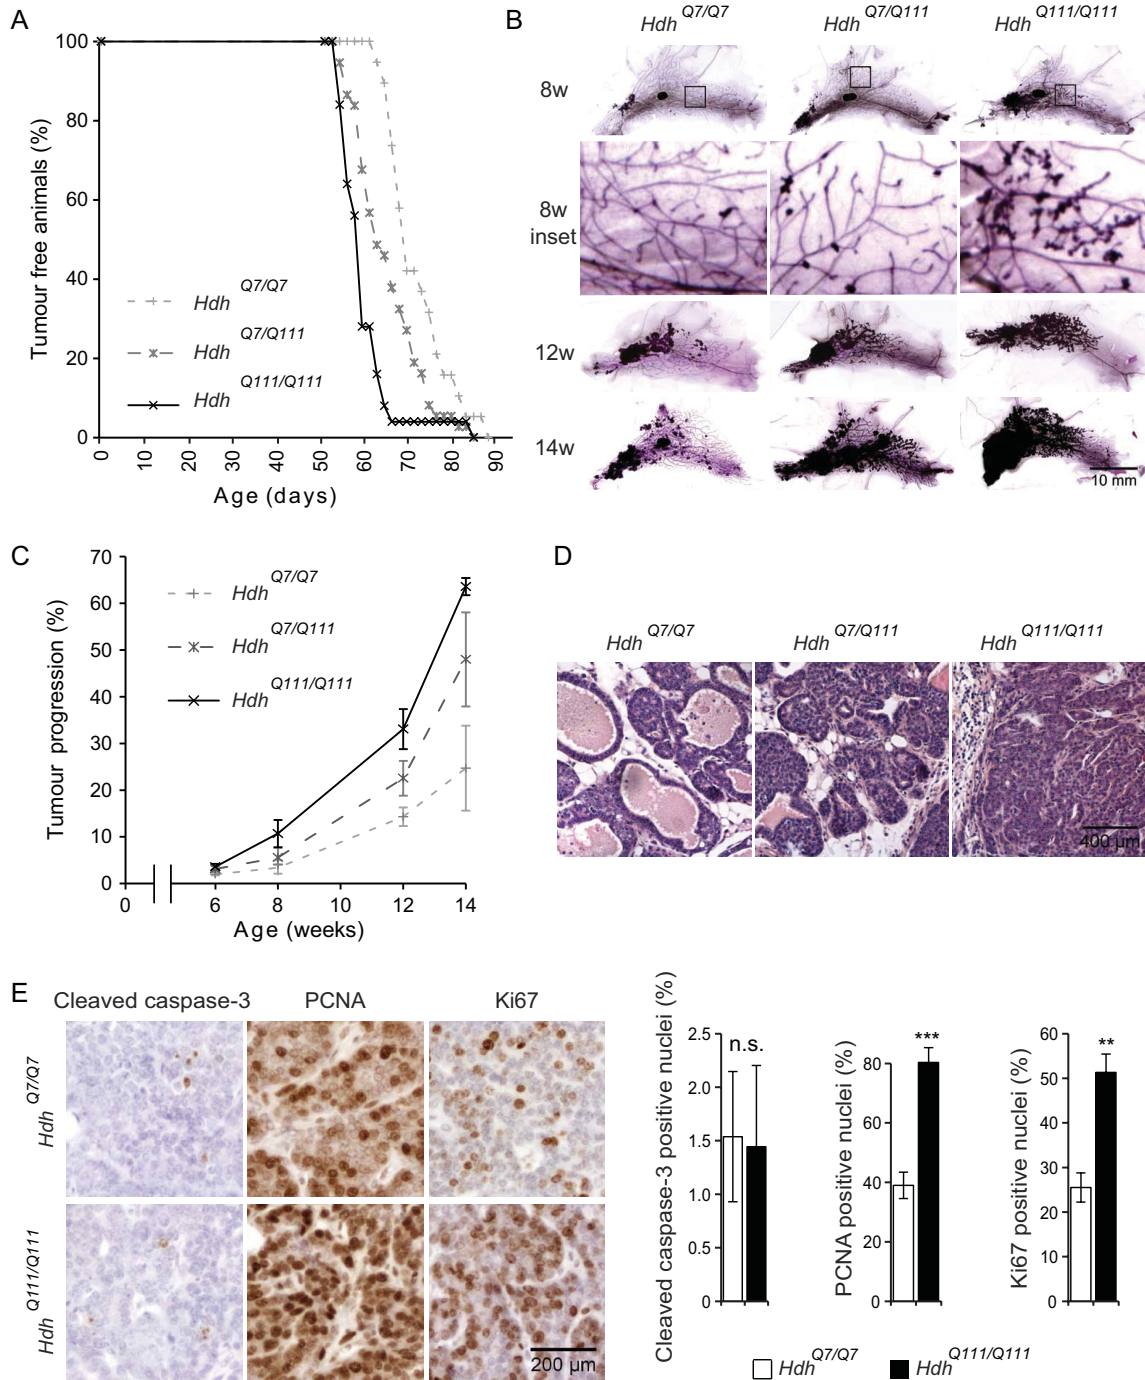 A
Tumour free animals (%)
100
80
60
40
20
0
0 10 20 30 40 50 60 70 80 90
Age (days)
Hdh Q7/Q7
Hdh Q7/Q111
Hdh Q111/Q111
B
Hdh Q7/Q7
Hdh Q7/Q111
Hdh Q111/Q111
8w
8w
inset
12w
14w
10 mm
C
Tumour progression (%)
70
60
50
40
30
20
10
0
0 6 8 10 12 14
Age (weeks)
Hdh Q7/Q7
Hdh Q7/Q111
Hdh Q111/Q111
D
Hdh Q7/Q7
Hdh Q7/Q111
Hdh Q111/Q111
400 µm
E
Cleaved caspase-3
PCNA
Ki67
Hdh Q7/Q7
Hdh Q111/Q111
200 µm
Cleaved caspase-3 positive nuclei (%)
2.5
2.0
1.5
1.0
0.5
0
n.s.
PCNA positive nuclei (%)
80
60
40
20
0
***
Ki67 positive nuclei (%)
60
50
40
30
20
10
0
**
Hdh Q7/Q7
Hdh Q111/Q111